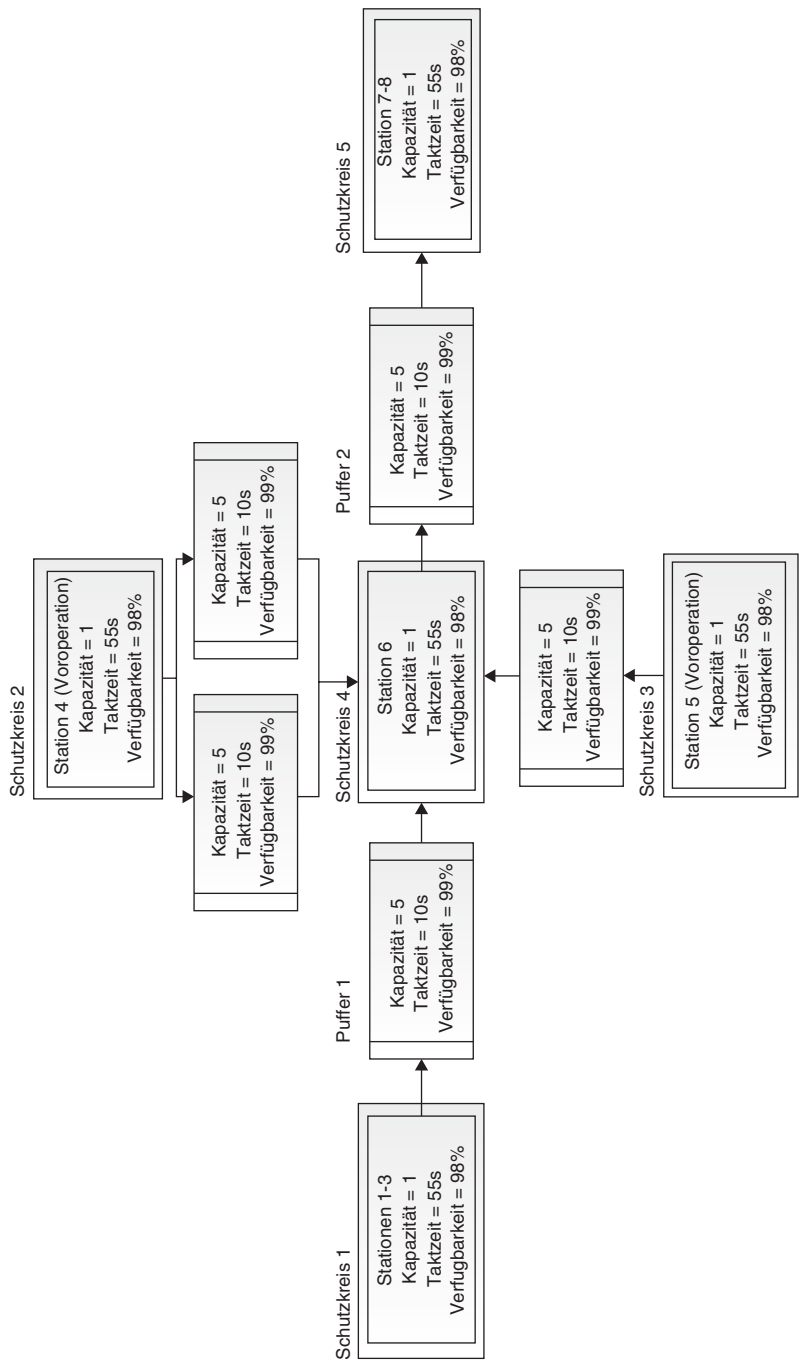 Schutzkreis 1
Stationen 1-3
Kapazität = 1
Taktzeit = 55s
Verfugbarkeit = 98%
Puffer 1
Kapazität = 5
Taktzeit = 10s
Verfügbarkeit = 99%
Schutzkreis 2
Station 4 (Voroperation)
Kapazität = 1
Taktzeit = 55s
Verfügbarkeit = 98%
Kapazität = 5
Taktzeit = 10s
Verfügbarkeit = 99%
Kapazität = 5
Taktzeit = 10s
Verfügbarkeit = 99%
Schutzkreis 4
Station 6
Kapazität = 1
Taktzeit = 55s
Verfügbarkeit = 98%
Kapazität = 5
Taktzeit = 10s
Verfügbarkeit = 99%
Schutzkreis 3
Station 5 (Voroperation)
Kapazität = 1
Taktzeit = 55s
Verfügbarkeit = 98%
Puffer 2
Kapazität = 5
Taktzeit = 10s
Verfügbarkeit = 99%
Schutzkreis 5
Station 7-8
Kapazität = 1
Taktzeit = 55s
Verfügbarkeit = 98%